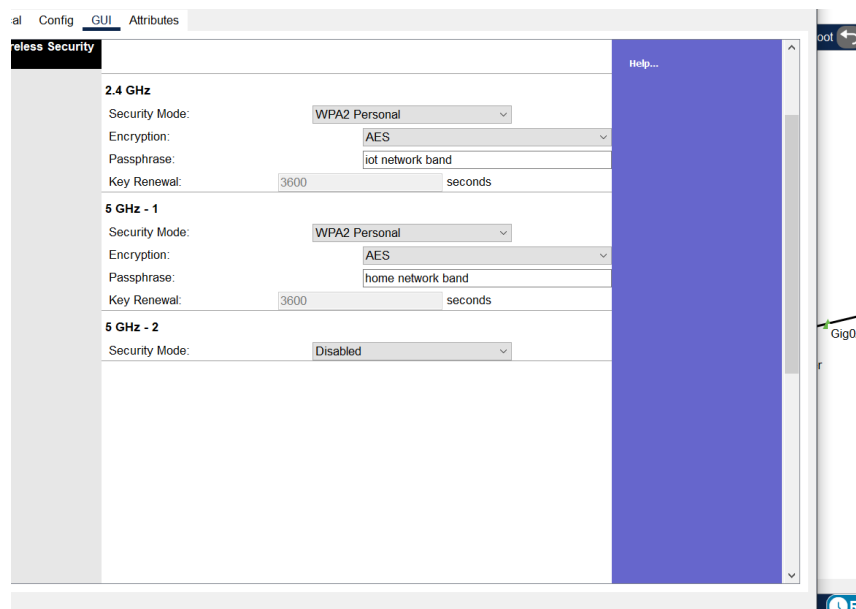 al Config GUI Attributes
reless Security
oot
Help...
2.4 GHz
Security Mode: WPA2 Personal
Encryption: AES
Passphrase: iot network band
Key Renewal: 3600 seconds
5 GHz - 1
Security Mode: WPA2 Personal
Encryption: AES
Passphrase: home network band
Key Renewal: 3600 seconds
5 GHz - 2
Security Mode: Disabled
Gig0
r